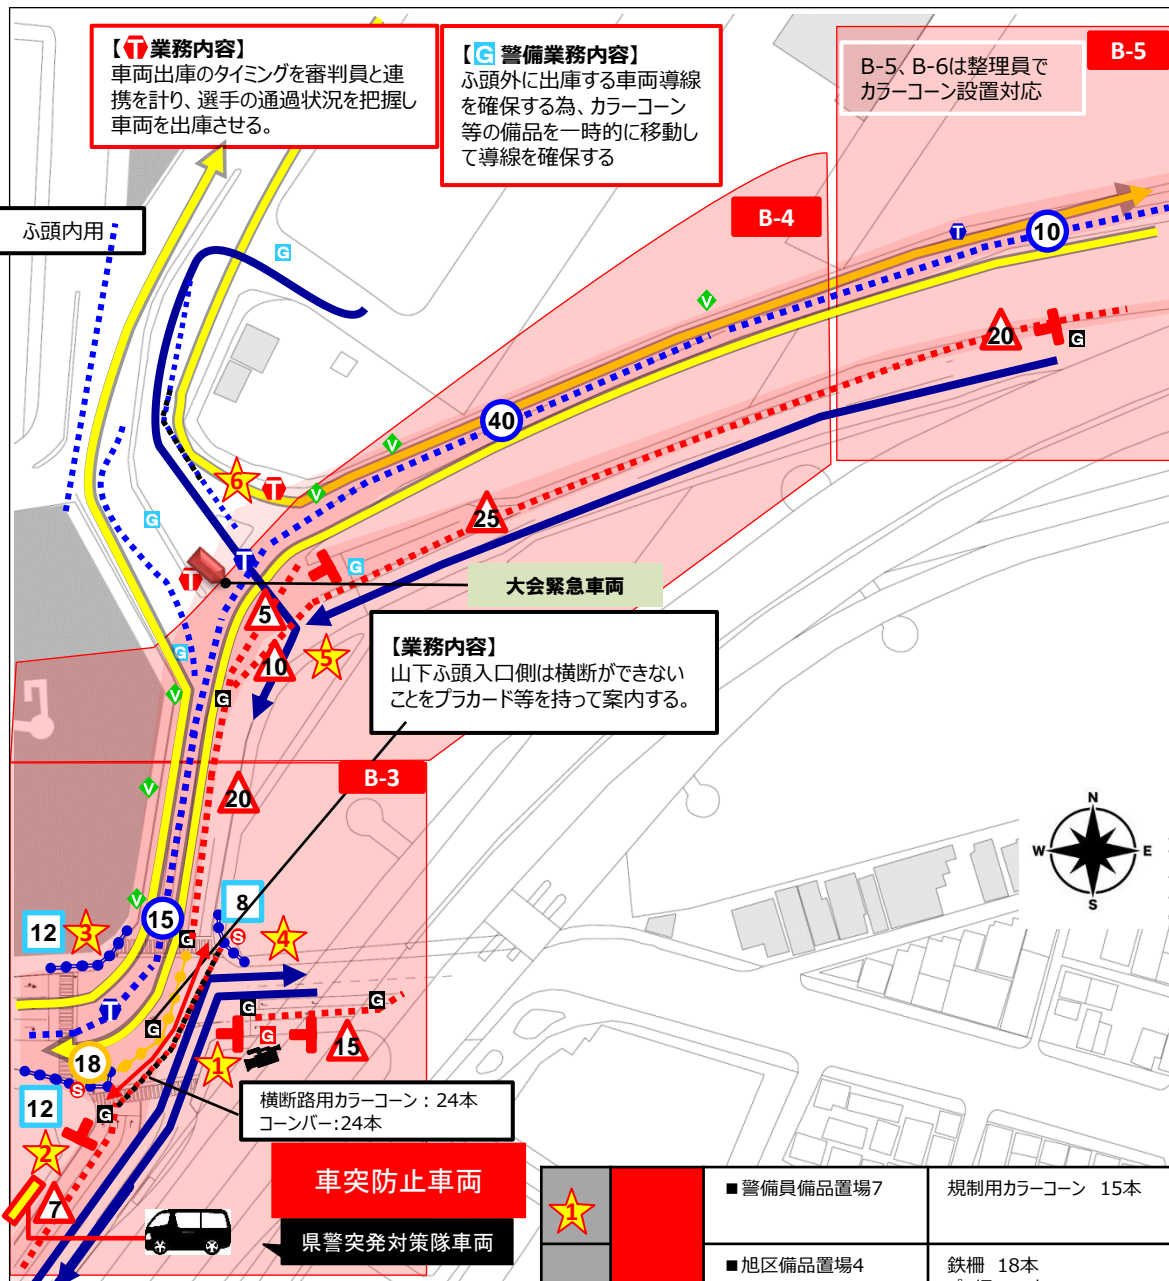 【T業務内容】
車両出庫のタイミングを審判員と連
携を計り、選手の通過状況を把握し
車両を出庫させる。
【G 警備業務内容】
ふ頭外に出庫する車両導線
を確保する為、カラーコーン
等の備品を一時的に移動し
て導線を確保する
B-5
B-5、B-6は整理員で
カラーコーン設置対応
B-4
ふ頭内用
G
T
10
V
20
G
40
V
6
T
V
25
G
T
G
T
大会緊急車両
5
【業務内容】
山下ふ頭入口側は横断ができない
ことをプラカード等を持って案内する。
G
10
5
V
G
B-3
V
20
N
W
E
S
V
15
8
12
3
G
S
4
T
G
G
G
G
18
1
15
S
12
G
横断路用カラーコーン：24本
コーンバー:24本
2
7
車突防止車両
県警突発対策隊車両
1
■警備員備品置場7
規制用カラーコーン 15本
■旭区備品置場4
鉄柵 18本